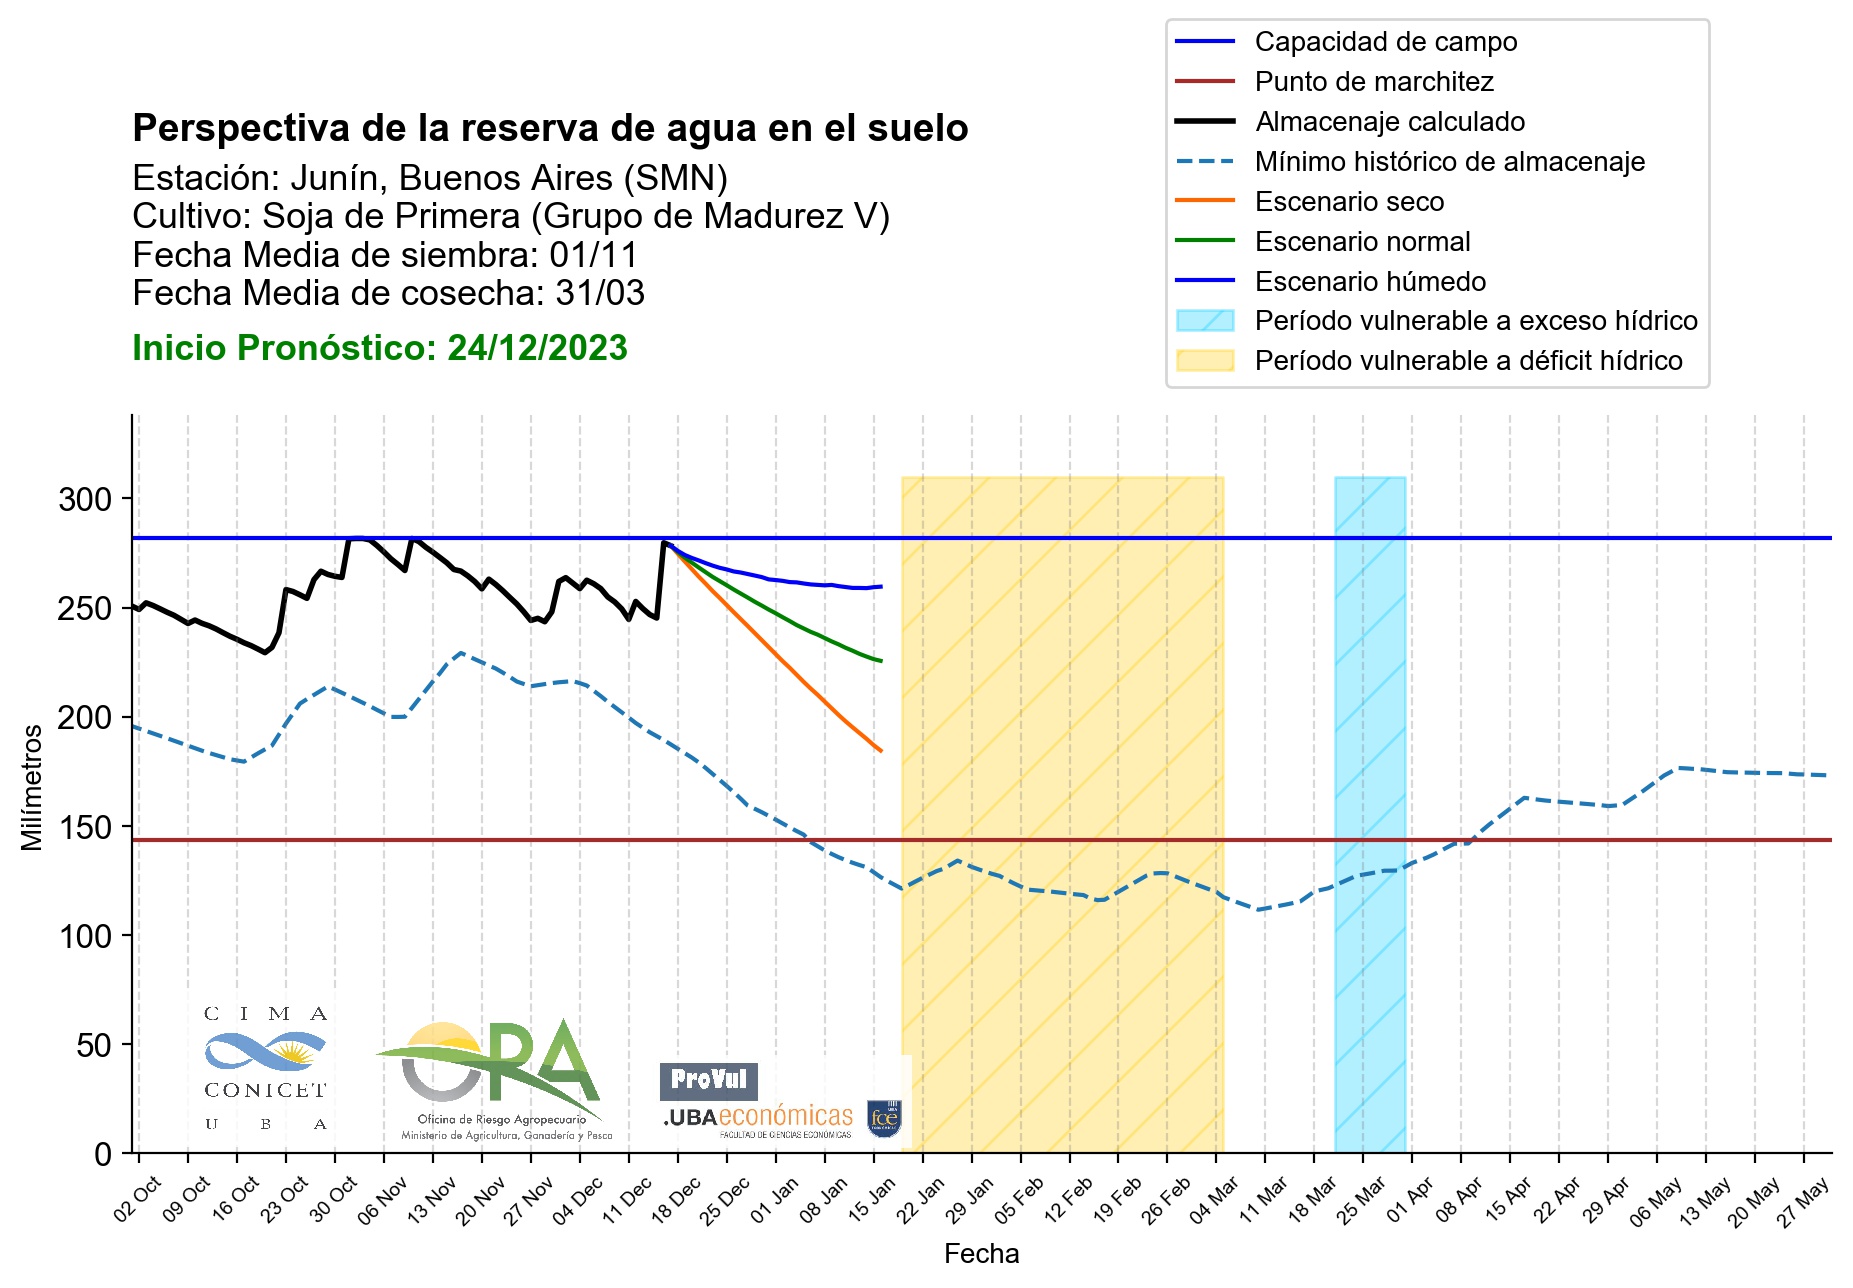 Capacidad de campo
Punto de marchitez
Almacenaje calculado
Mínimo histórico de almacenaje
Escenario seco
Escenario normal
Escenario húmedo
Período vulnerable a exceso hídrico
Período vulnerable a déficit hídrico
Perspectiva de la reserva de agua en el suelo
Estación: Junín, Buenos Aires (SMN)
Cultivo: Soja de Primera (Grupo de Madurez V)
Fecha Media de siembra: 01/11
Fecha Media de cosecha: 31/03
Inicio Pronóstico: 24/12/2023
300
250
200
150
100
50
0
Milímetros
CIMA
CONICET
UBA
ORA
Oficina de Riesgo Agropecuario
Ministerio de Agricultura, Ganadería y Pesca
ProVul
.UBAeconómicas
FACULTAD DE CIENCIAS ECONÓMICAS
UBA
fce
ECONÓMICAS
02 Oct
09 Oct
16 Oct
23 Oct
30 Oct
06 Nov
13 Nov
20 Nov
27 Nov
04 Dec
11 Dec
18 Dec
25 Dec
01 Jan
08 Jan
15 Jan
22 Jan
29 Jan
05 Feb
12 Feb
19 Feb
26 Feb
04 Mar
11 Mar
18 Mar
25 Mar
01 Apr
08 Apr
15 Apr
22 Apr
29 Apr
06 May
13 May
20 May
27 May
Fecha